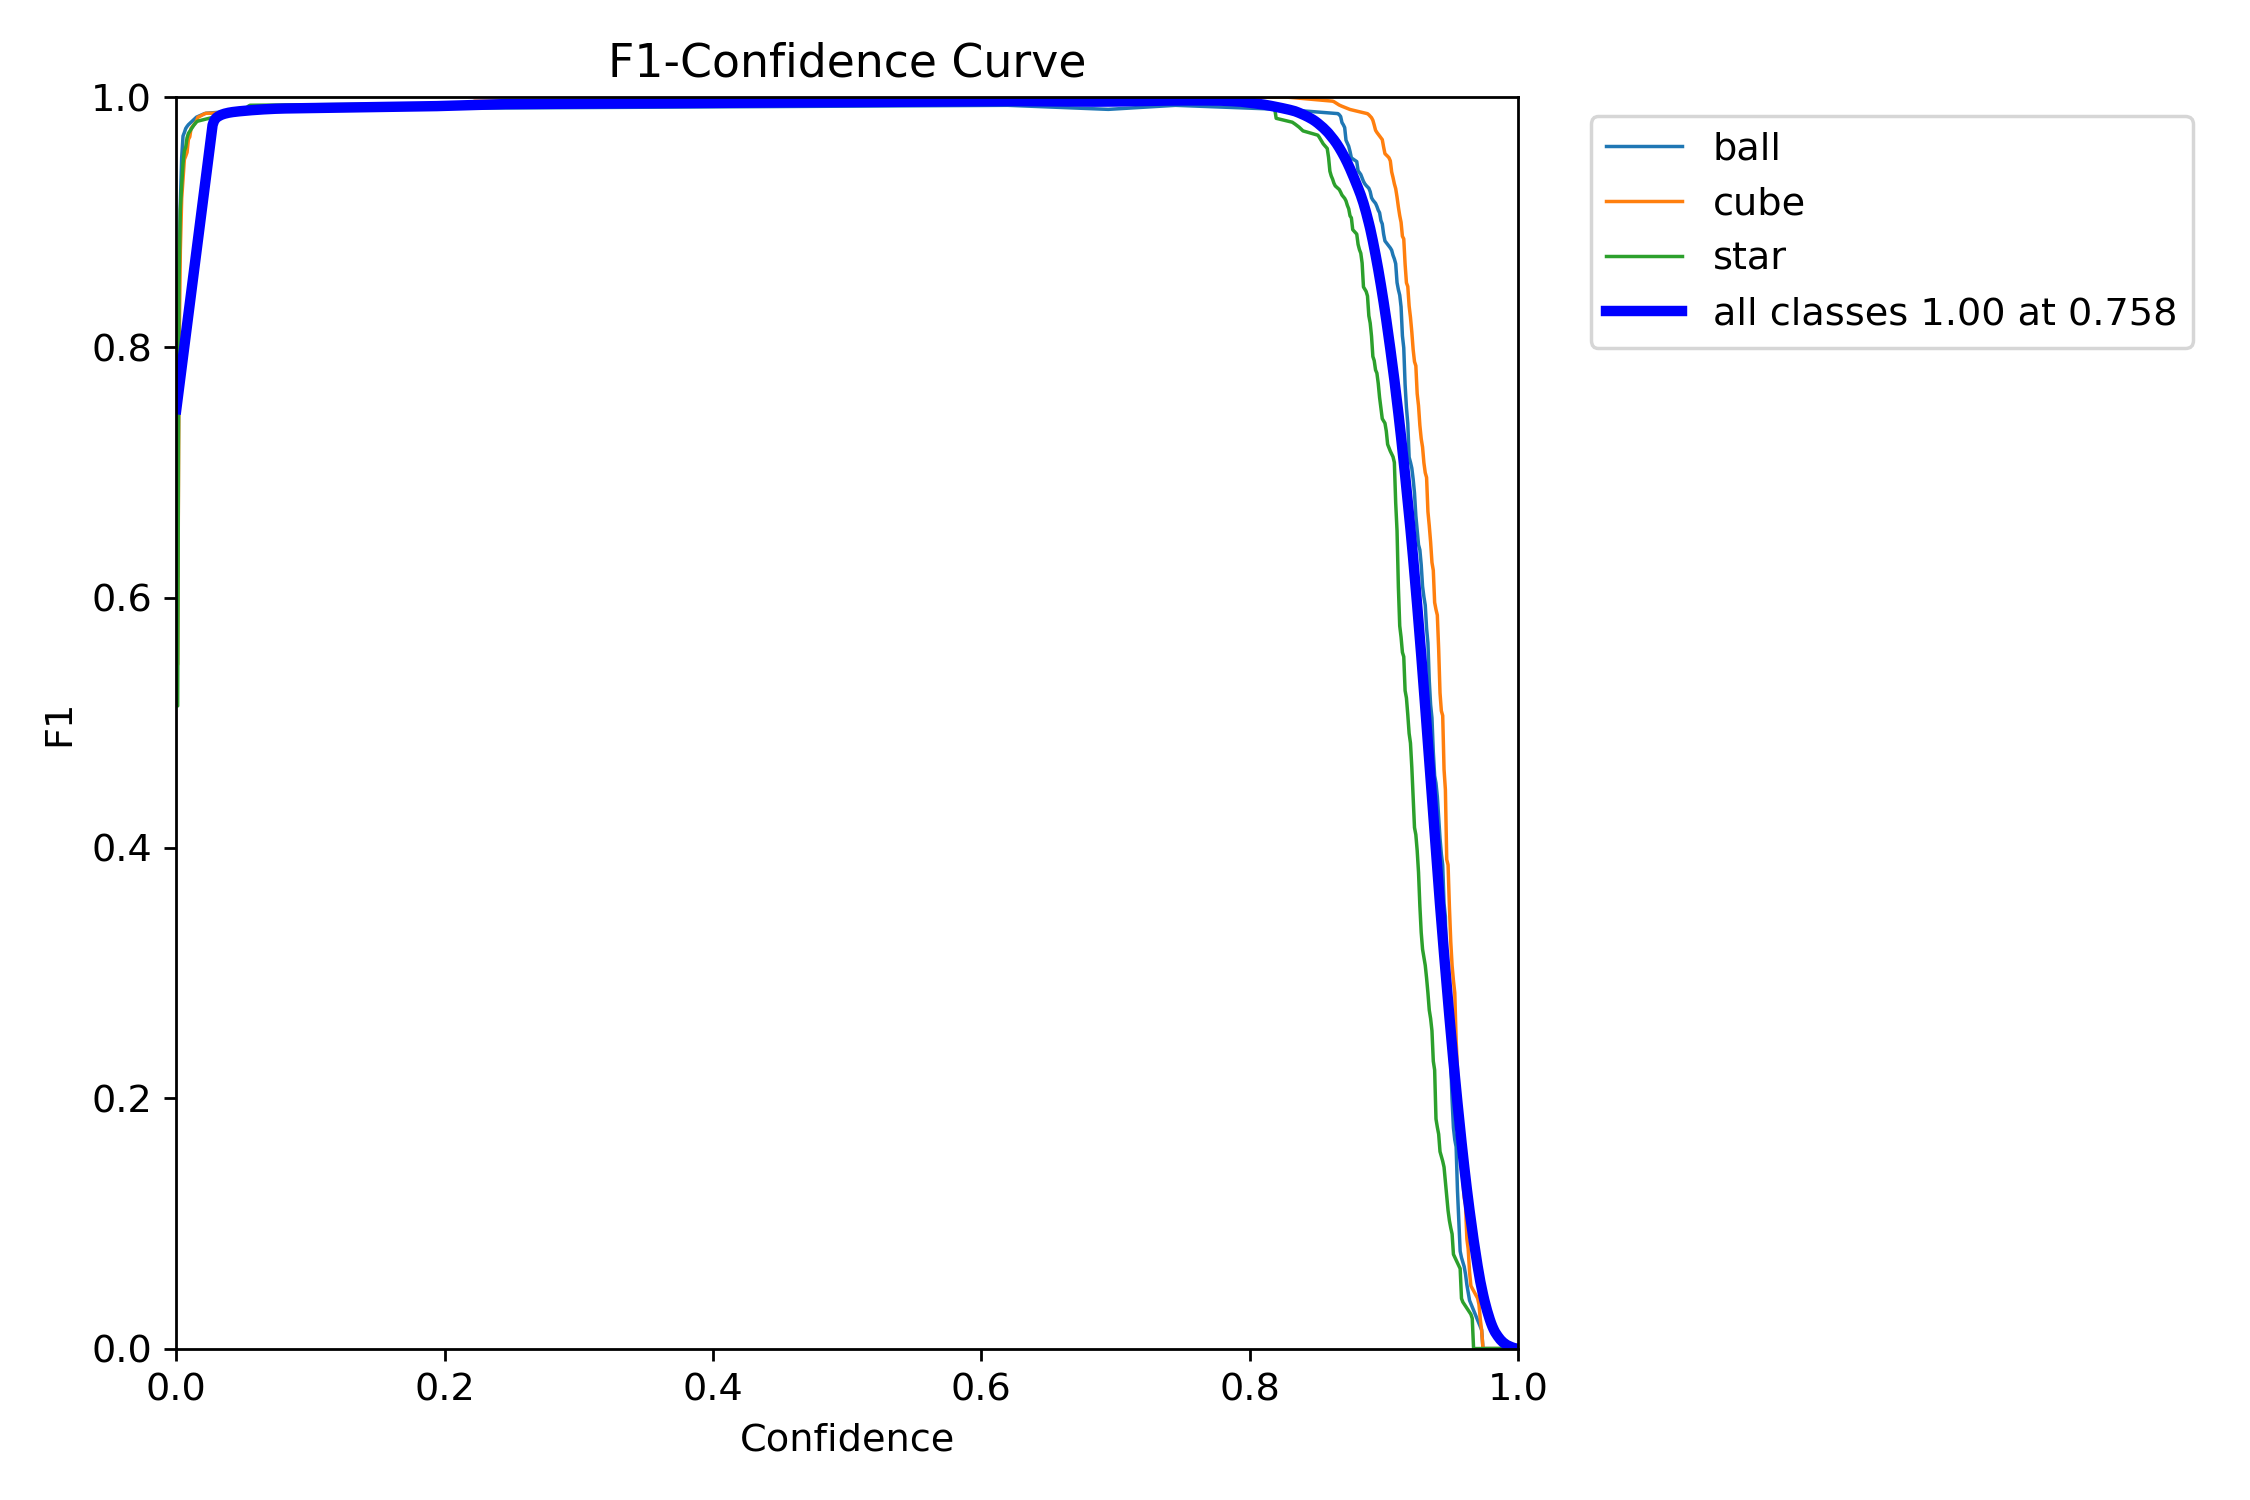 F1-Confidence Curve
1.0
0.8
0.6
0.4
0.2
0.0
F1
0.0 0.2 0.4 0.6 0.8 1.0
Confidence
ball
cube
star
all classes 1.00 at 0.758